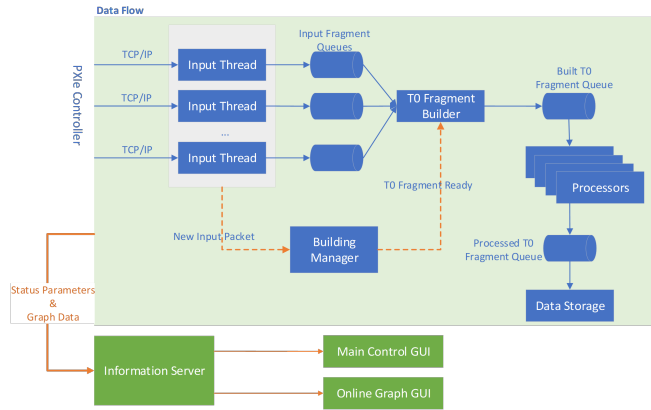 Data Flow
PXIe Controller
TCP/IP
Input Thread
Input Fragment
Queues
TCP/IP
Input Thread
...
TCP/IP
Input Thread
T0 Fragment
Builder
Built T0
Fragment Queue
Processors
T0 Fragment Ready
New Input Packet
Building
Manager
Processed T0
Fragment Queue
Data Storage
Status Parameters
&
Graph Data
Information Server
Main Control GUI
Online Graph GUI